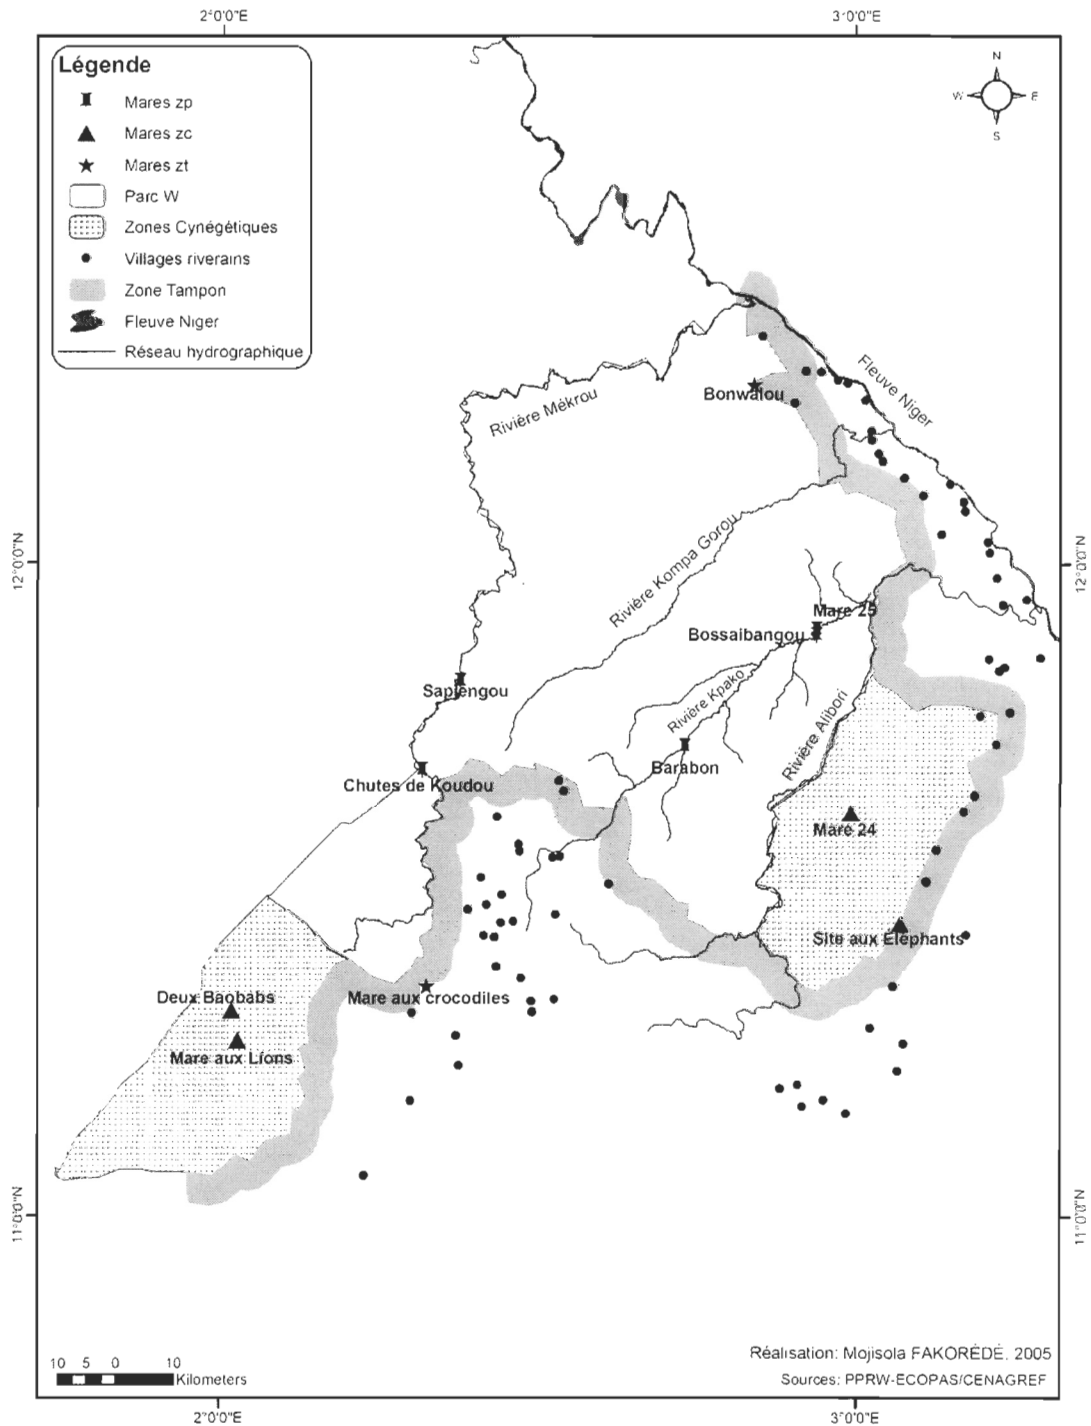 2°0'0"E
3°0'0"E
Légende
Mares zp
Mares zc
Mares zt
Parc W
Zones Cynégétiques
Villages riverains
Zone Tampon
Fleuve Niger
Réseau hydrographique
N
W
E
S
Fleuve Niger
Rivière Mékrou
Bonwalou
12°0'0"N
12°0'0"N
Rivière Kompa Gorou
Mare 25
Bossaibangou
Rivière Kpako
Sapiengou
Rivière Alibori
Barabon
Chutes de Koudou
Mare 24
Site aux Eléphants
Deux Baobabs
Mare aux crocodiles
Mare aux Lions
11°0'0"N
11°0'0"N
10 5 0 10
Kilometers
Réalisation: Mojisola FAKORÉDÉ. 2005
Sources: PPRW-ECOPAS/CENAGREF
2°0'0"E
3°0'0"E